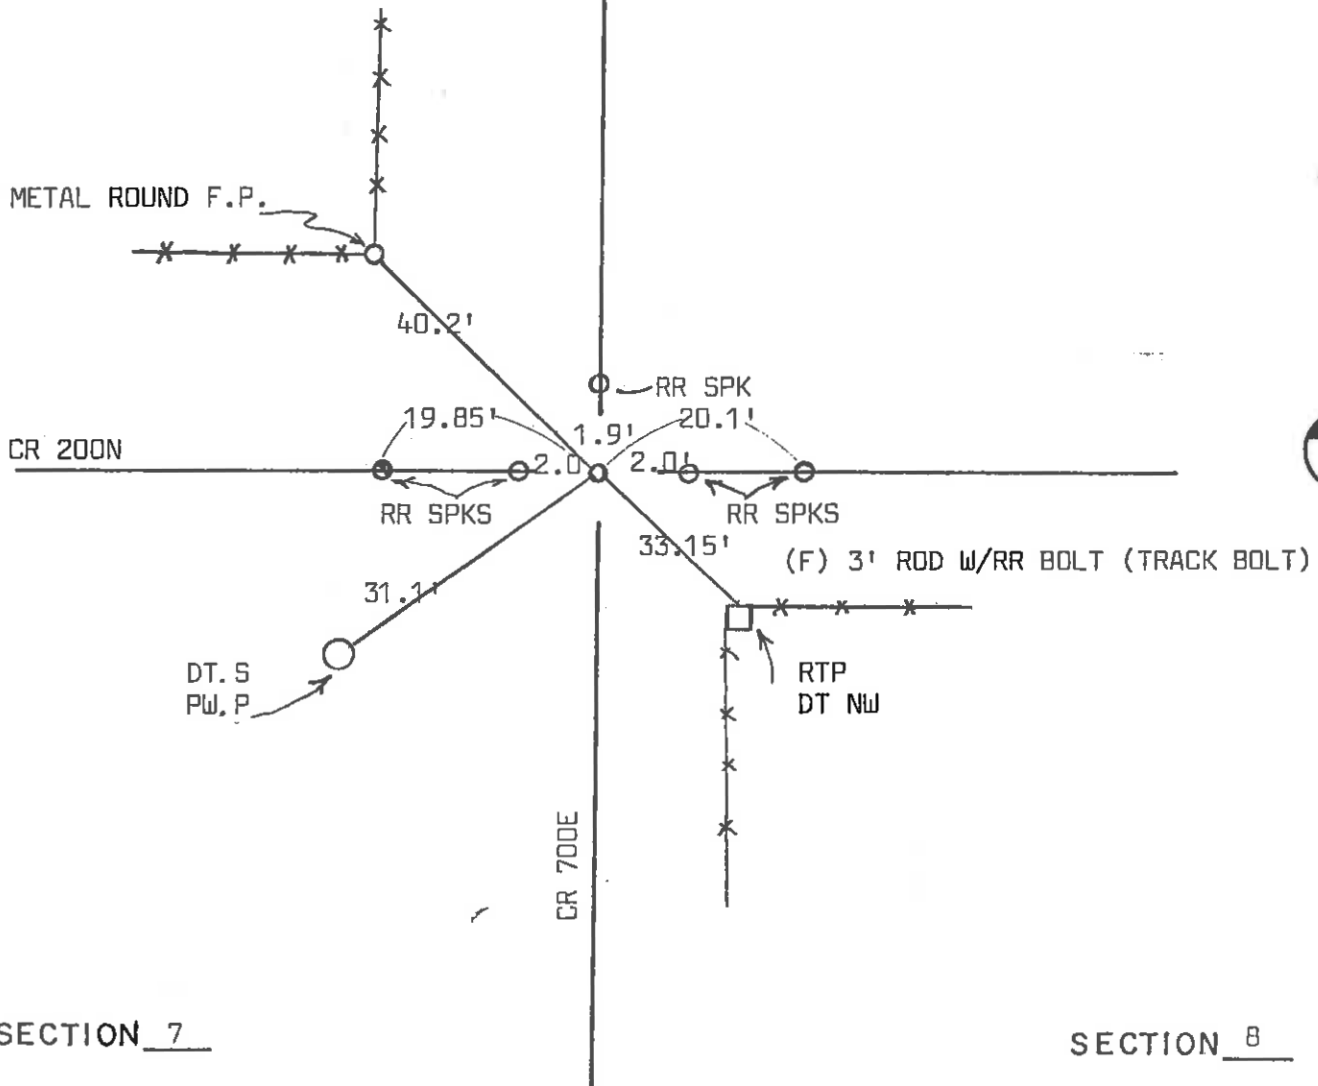 METAL ROUND F.P.
40.2'
RR SPK
19.85'
20.1'
1.9'
CR 200N
2.0
2.0'
RR SPKS
RR SPKS
33.15'
(F) 3' ROD W/RR BOLT (TRACK BOLT)
31.1'
DT.S
PW.P
RTP
DT NW
CR 700E
SECTION 7
SECTION 8